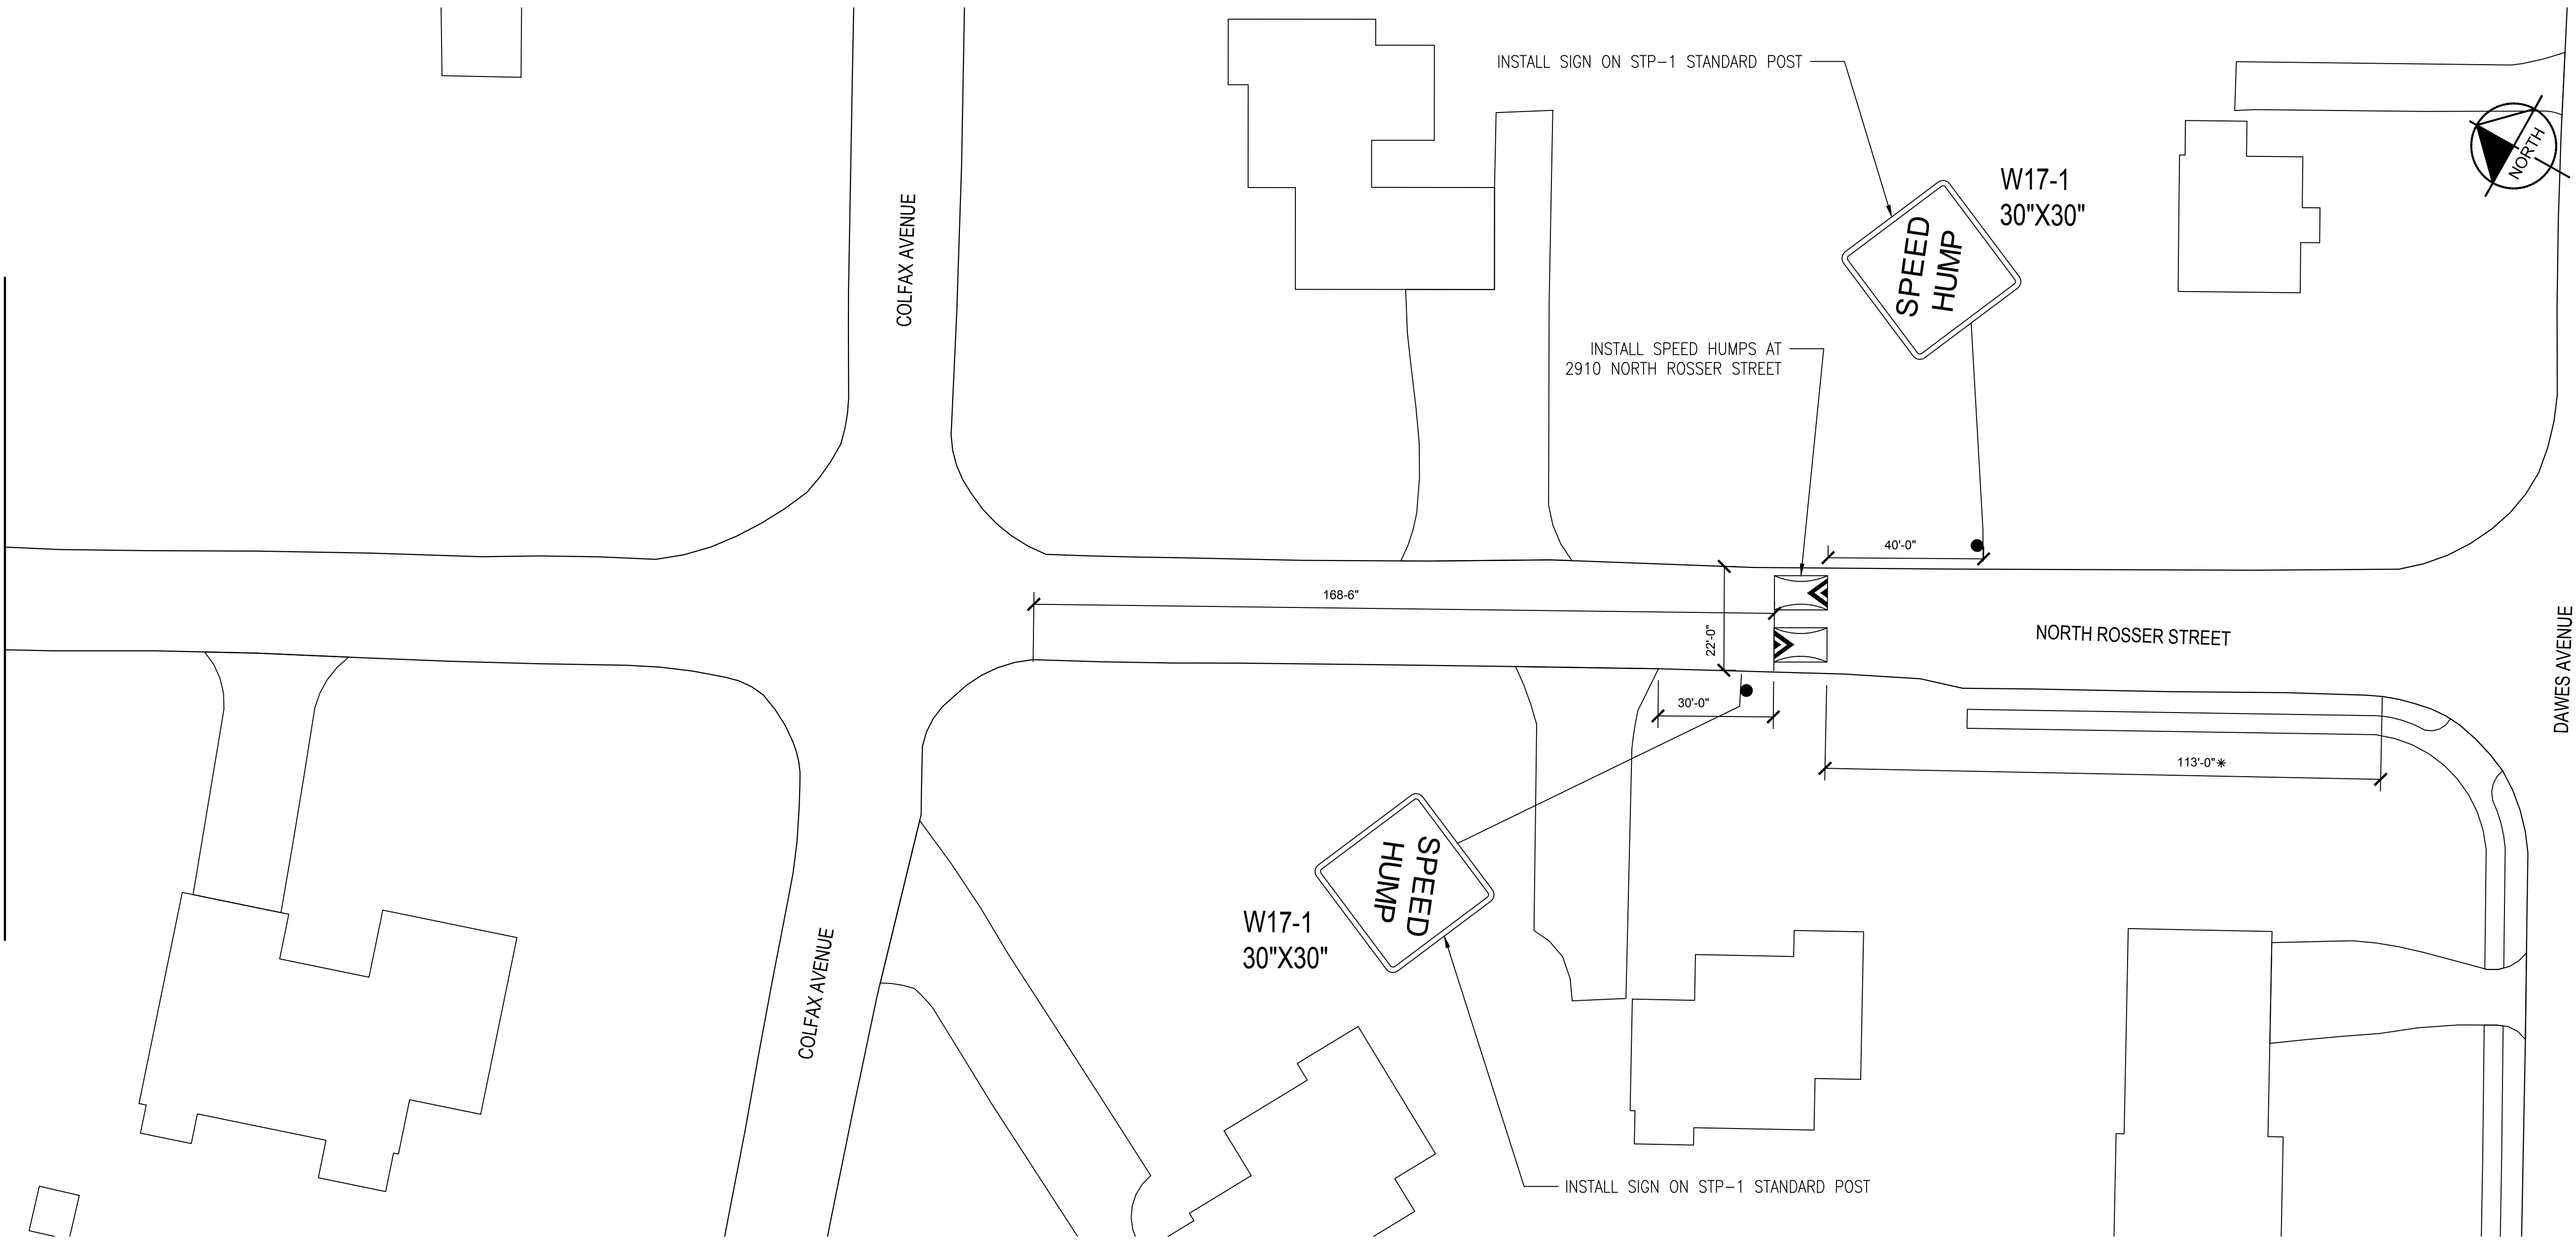 INSTALL SIGN ON STP-1 STANDARD POST
W17-1
30"X30"
NORTH
COLFAX AVENUE
SPEED
HUMP
INSTALL SPEED HUMPS AT
2910 NORTH ROSSER STREET
40'-0"
168-6"
22'-0"
NORTH ROSSER STREET
DAWES AVENUE
30'-0"
113'-0"*
SPEED
HUMP
W17-1
30"X30"
COLFAX AVENUE
INSTALL SIGN ON STP-1 STANDARD POST